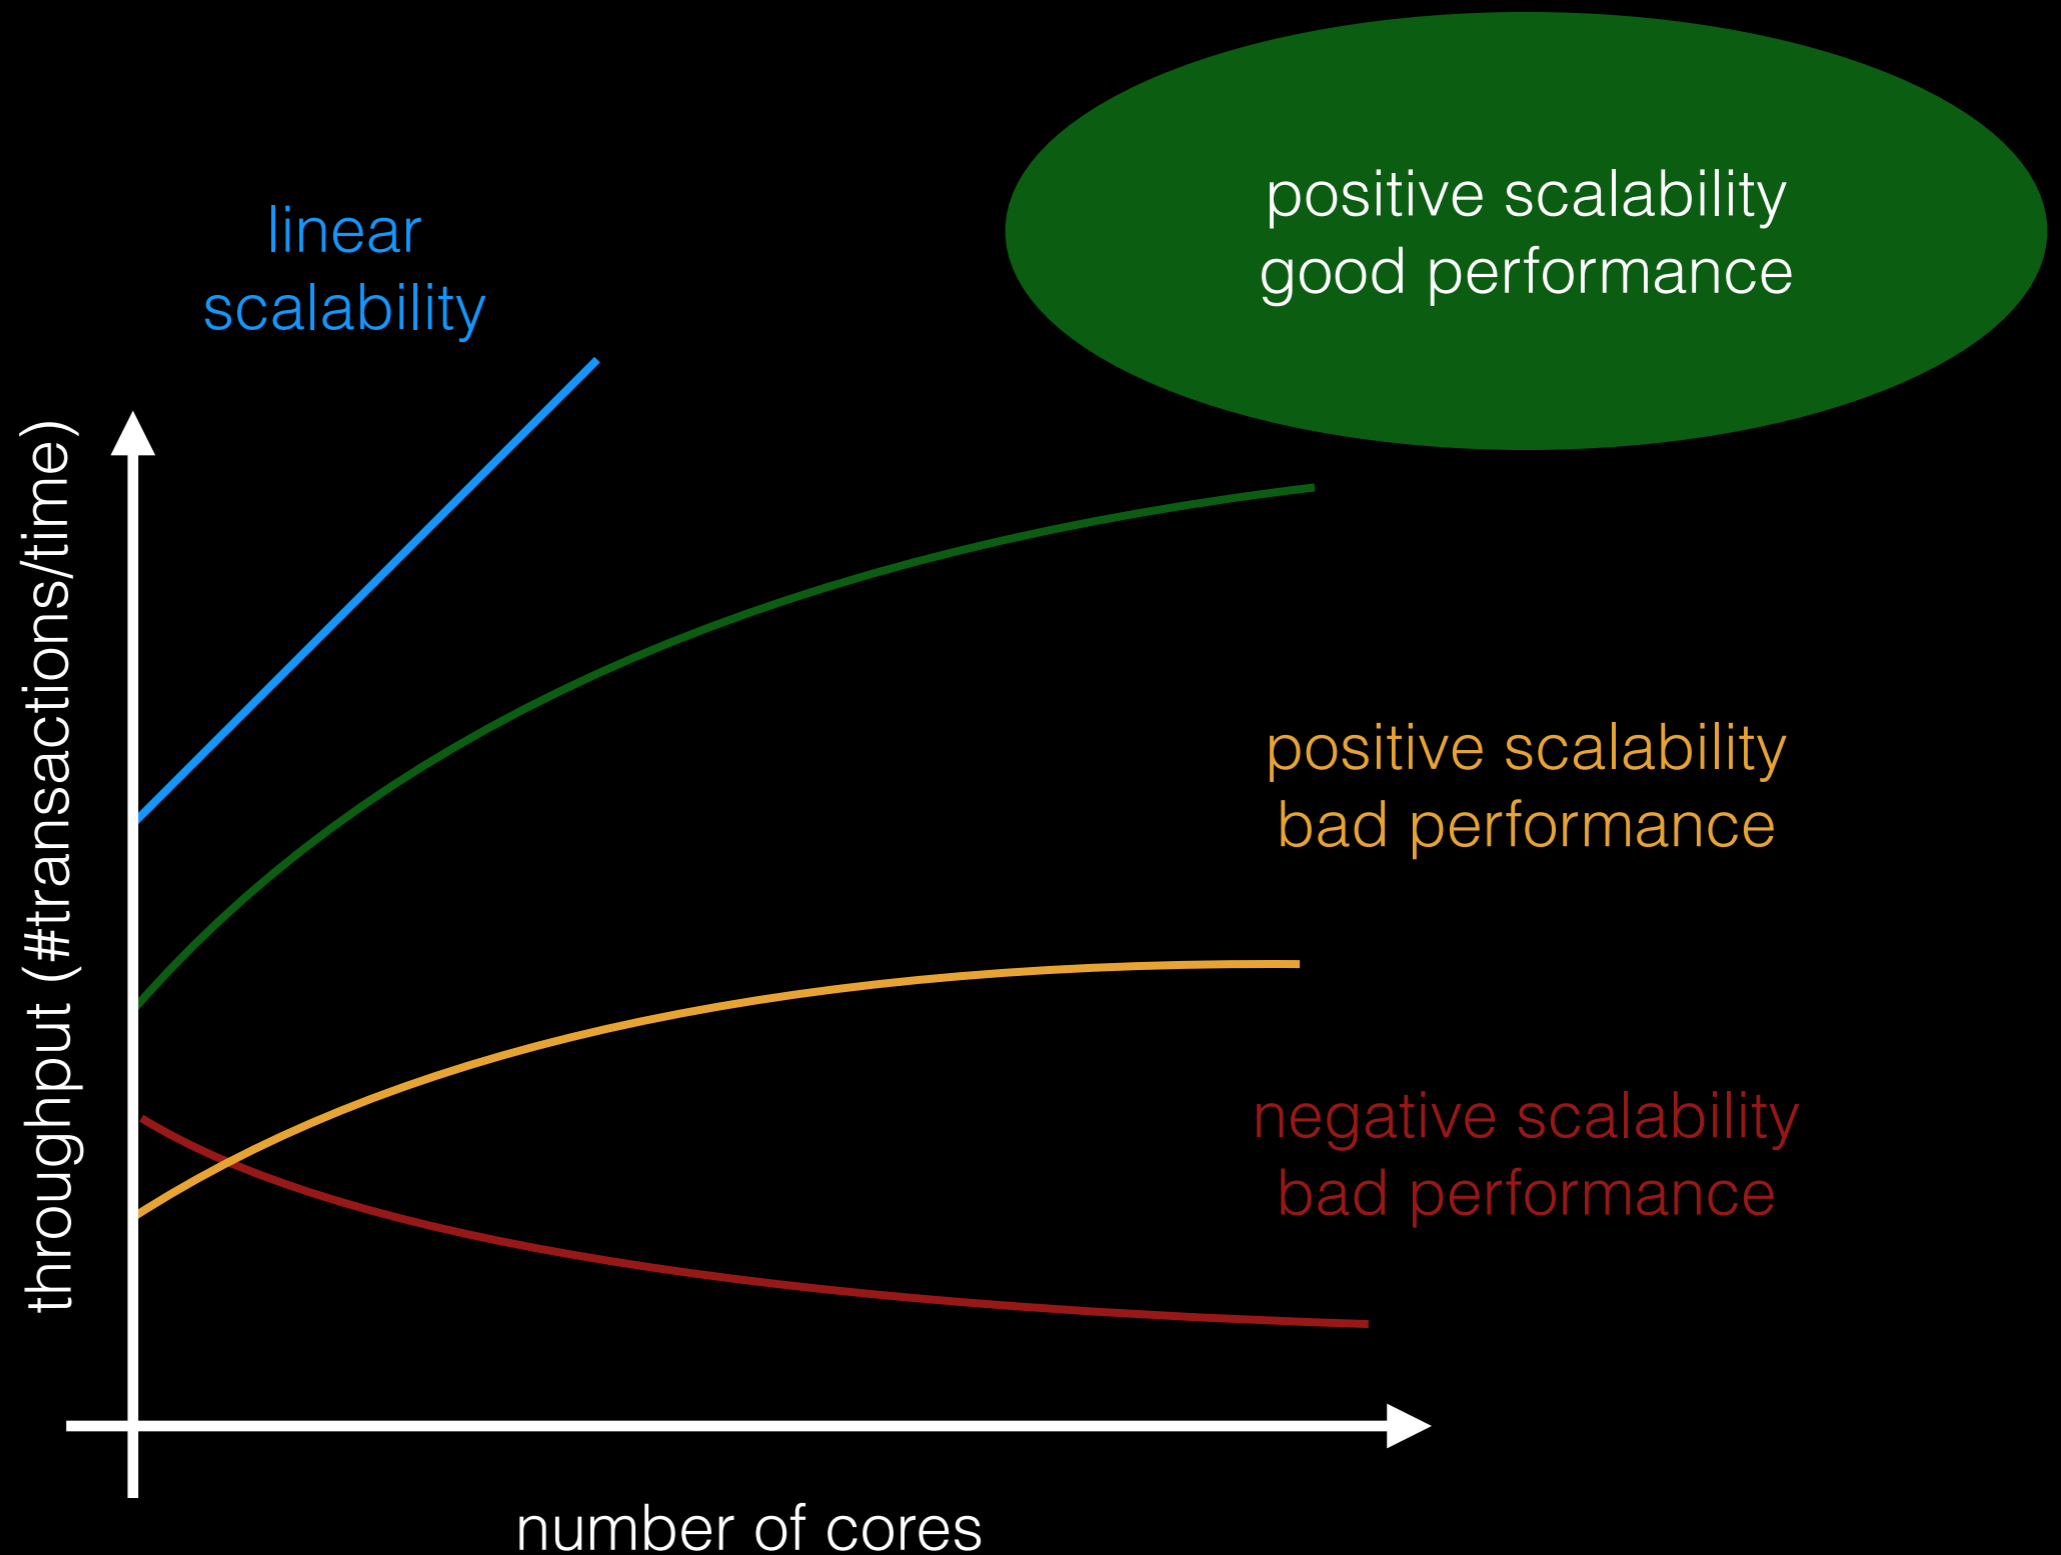 linear
scalability
positive scalability
good performance
throughput (#transactions/time)
positive scalability
bad performance
negative scalability
bad performance
number of cores